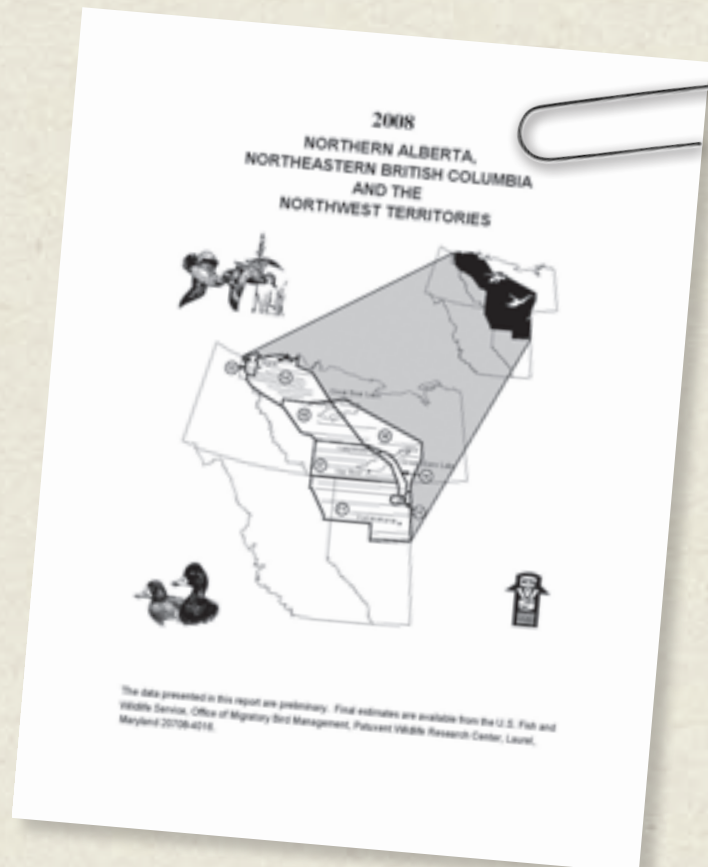 2008
NORTHERN ALBERTA,
NORTHEASTERN BRITISH COLUMBIA
AND THE
NORTHWEST TERRITORIES
The data presented in this report are preliminary. Final estimates are available from the U.S. Fish and
Wildlife Service, Office of Migratory Bird Management, Patuxent Wildlife Research Center, Laurel,
Maryland 20708-4016.